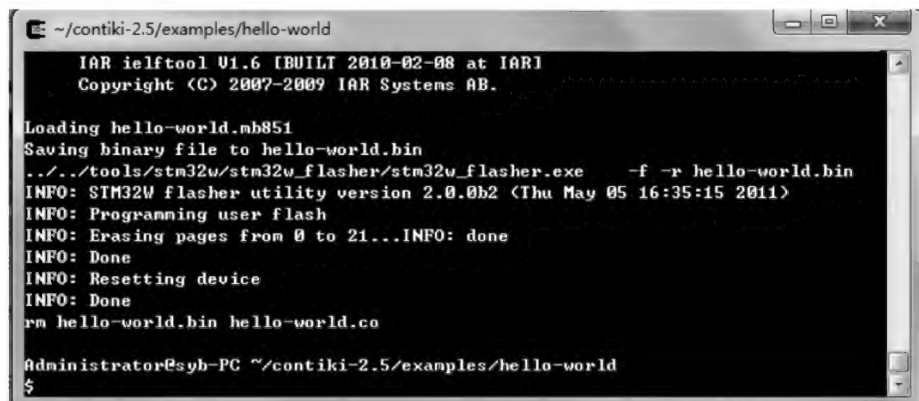 ~/contiki-2.5/examples/hello-world
IAR ielftool V1.6 [BUILT 2010-02-08 at IAR]
Copyright (C) 2007-2009 IAR Systems AB.
Loading hello-world.mb851
Saving binary file to hello-world.bin
../../tools/stm32w/stm32w_flasher/stm32w_flasher.exe -f -r hello-world.bin
INFO: STM32W flasher utility version 2.0.0b2 (Thu May 05 16:35:15 2011)
INFO: Programming user flash
INFO: Erasing pages from 0 to 21...INFO: done
INFO: Done
INFO: Resetting device
INFO: Done
rm hello-world.bin hello-world.co
Administrator@syb-PC ~/contiki-2.5/examples/hello-world
$